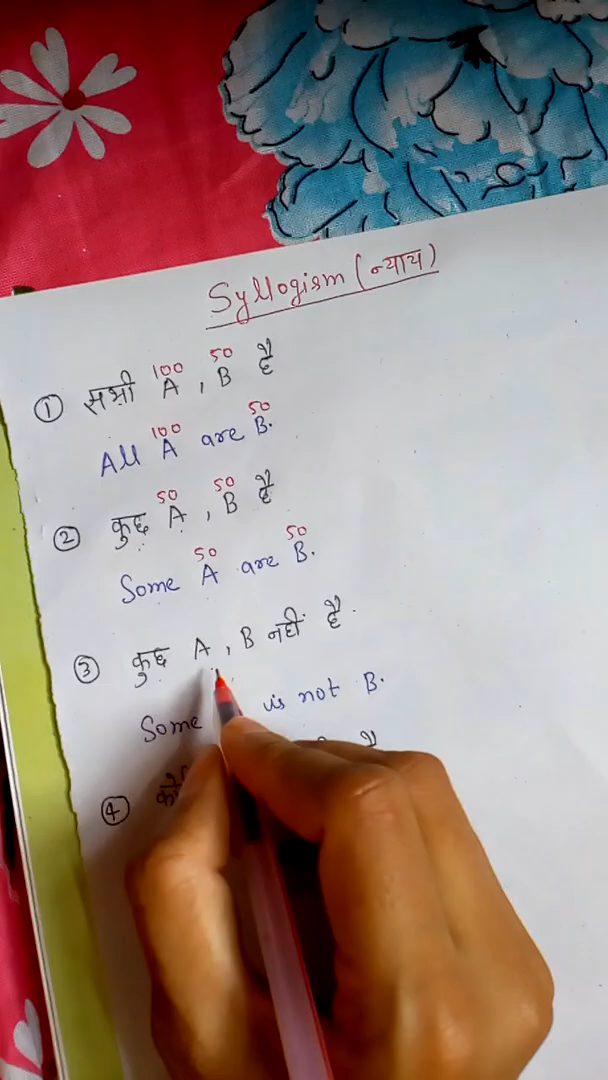 Syllogism (न्याय)
100 50
① सभी A, B है
100 50
All A are B.
50 50
② कुछ A, B है
50 50
Some A are B.
③ कुछ A, B नहीं है.
Some is not B.
④ है